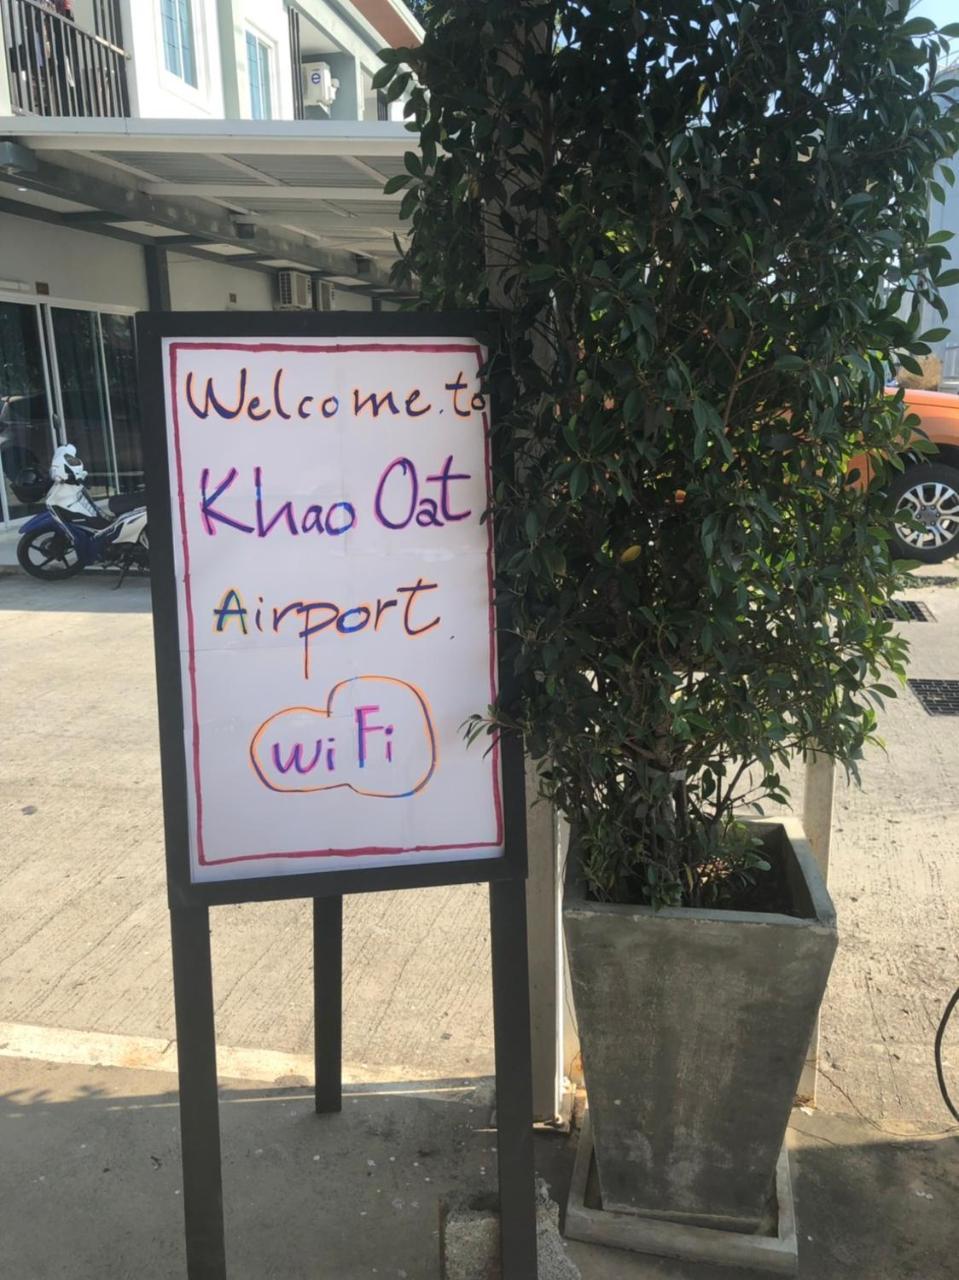 Welcome to
Khao Oat
Airport.
wiFi